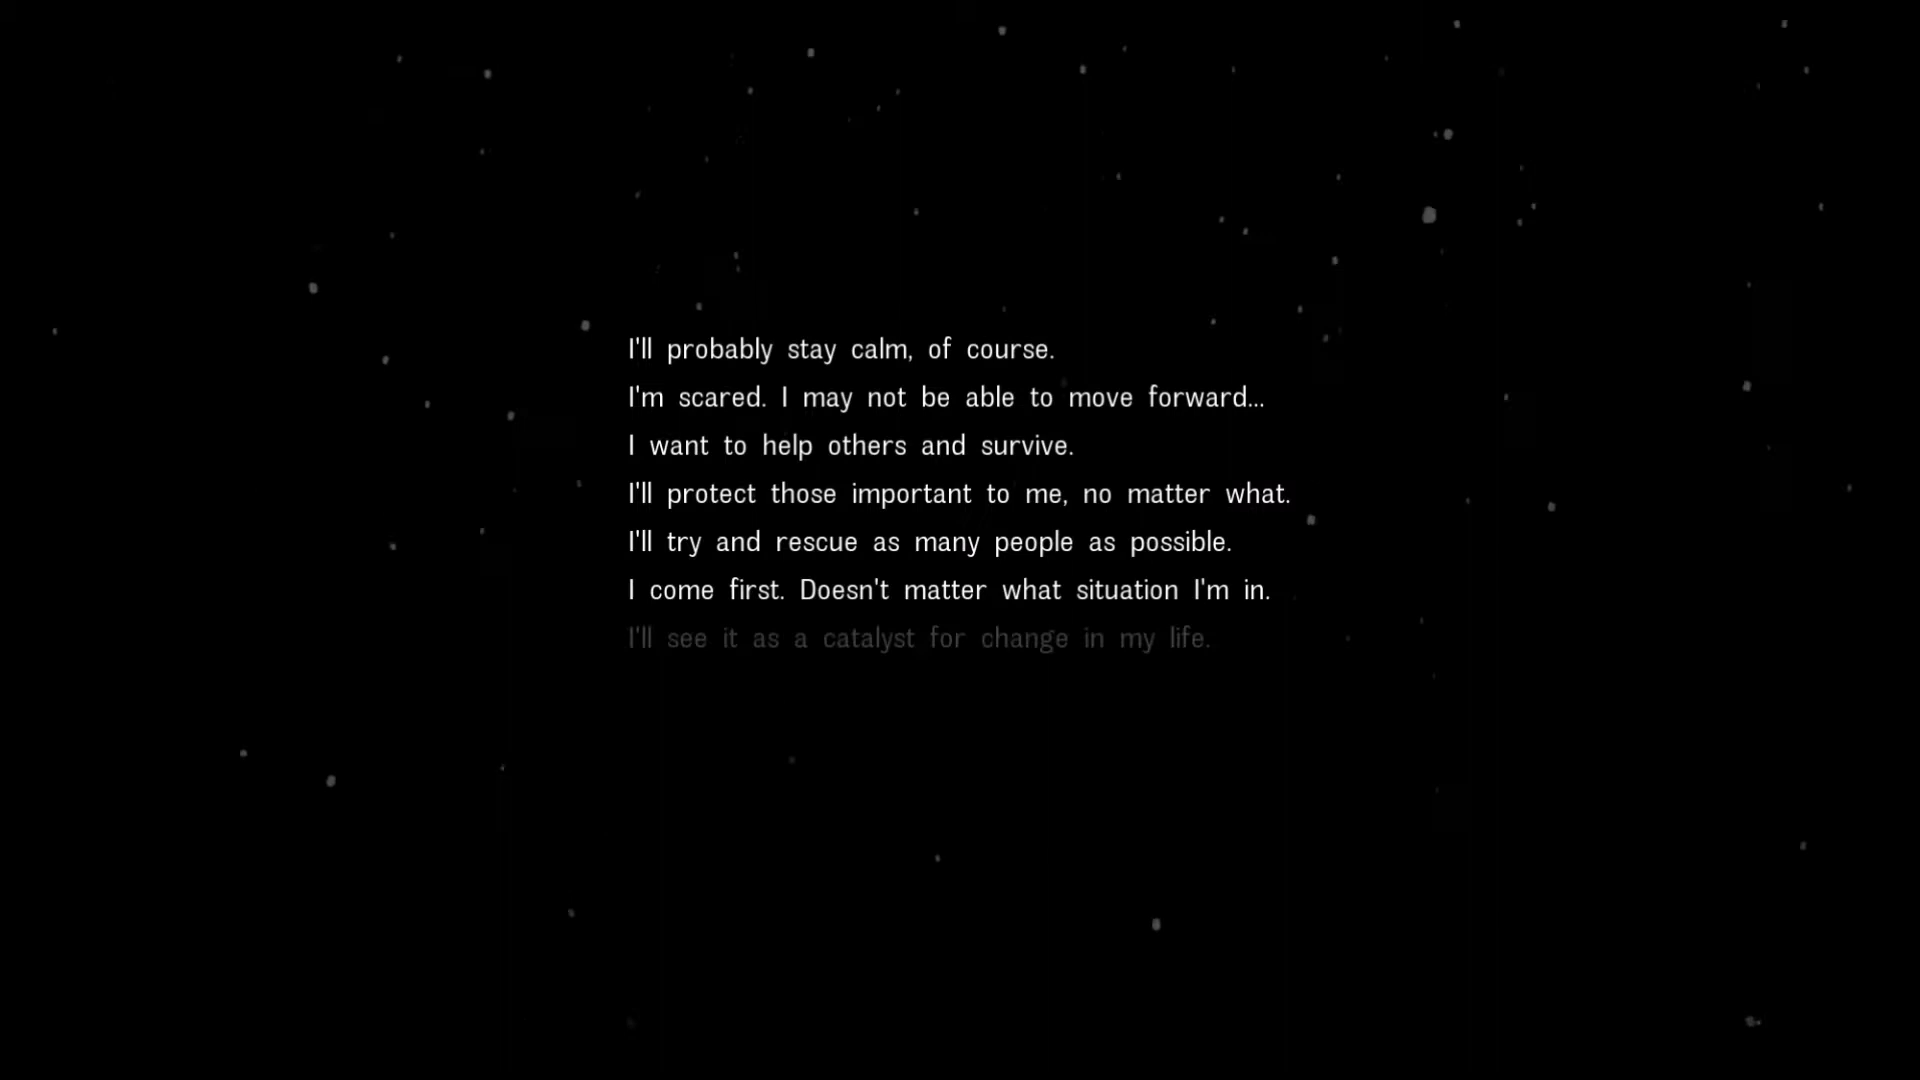 I'll probably stay calm, of course.
I'm scared. I may not be able to move forward...
I want to help others and survive.
I'll protect those important to me, no matter what.
I'll try and rescue as many people as possible.
I come first. Doesn't matter what situation I'm in.
I'll see it as a catalyst for change in my life.